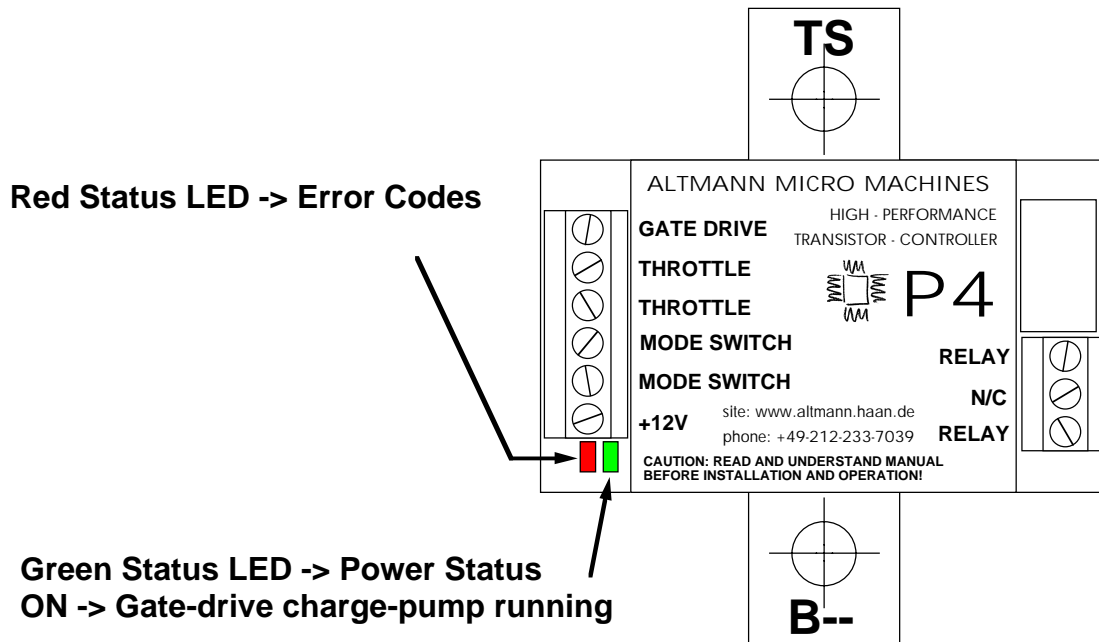 TS
Red Status LED -> Error Codes
ALTMANN MICRO MACHINES
HIGH - PERFORMANCE
TRANSISTOR - CONTROLLER
P4
GATE DRIVE
THROTTLE
THROTTLE
MODE SWITCH
MODE SWITCH
+12V
site: www.altmann.haan.de
phone: +49-212-233-7039
RELAY
N/C
RELAY
CAUTION: READ AND UNDERSTAND MANUAL
BEFORE INSTALLATION AND OPERATION!
Green Status LED -> Power Status
ON -> Gate-drive charge-pump running
B--